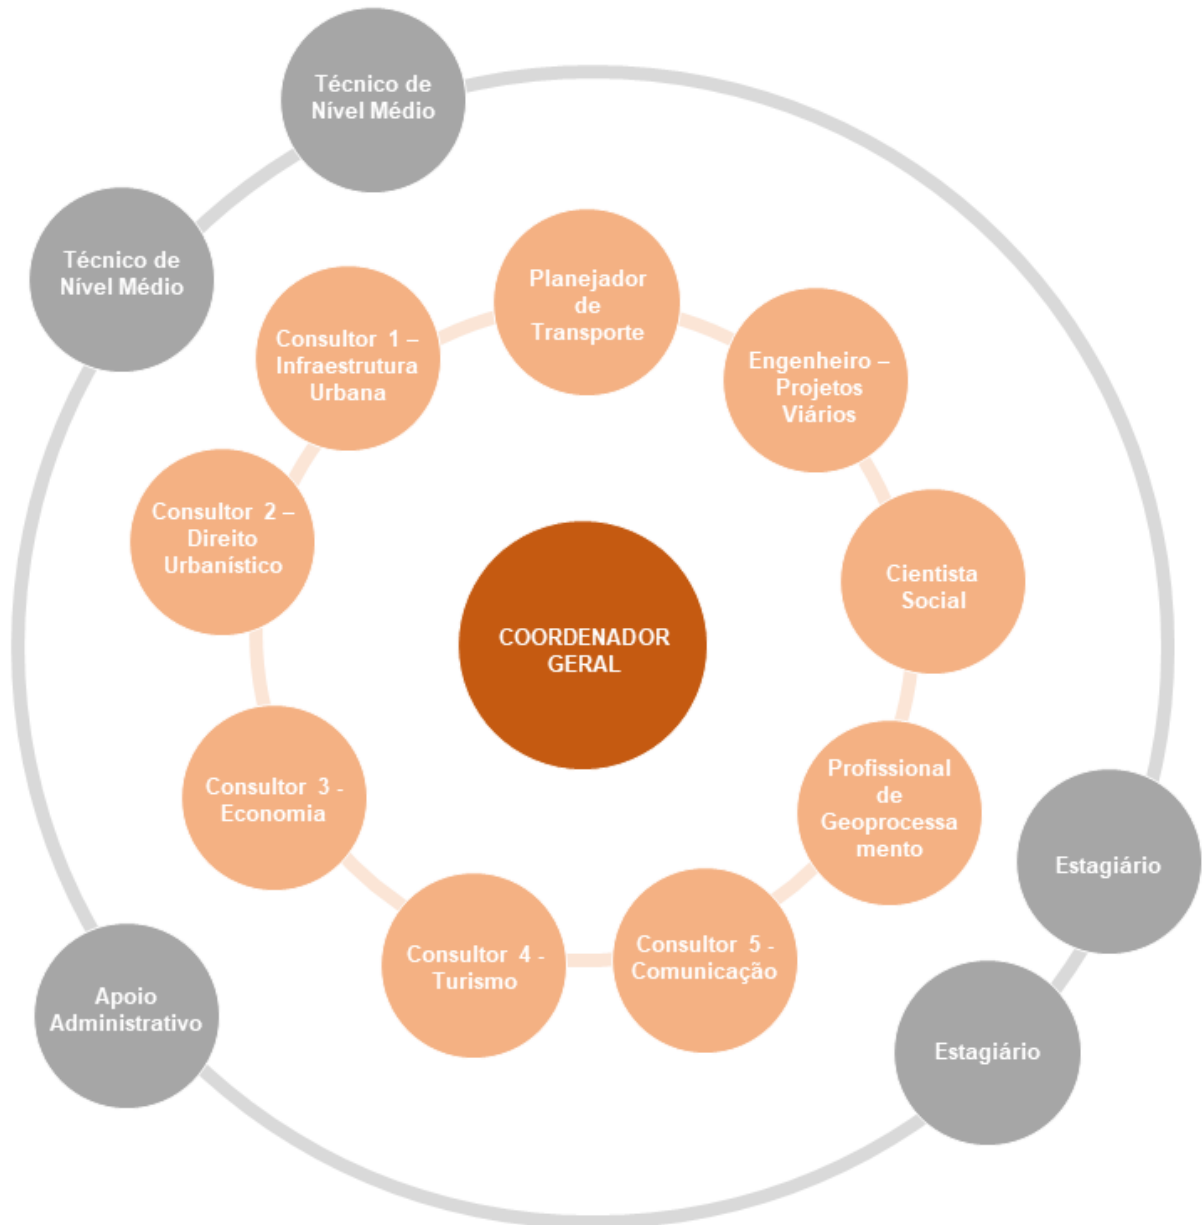 Técnico de
Nível Médio
Técnico de
Nível Médio
Planejador
de
Transporte
Consultor 1 –
Infraestrutura
Urbana
Engenheiro –
Projetos
Viários
Consultor 2 –
Direito
Urbanístico
Cientista
Social
COORDENADOR
GERAL
Consultor 3 -
Economia
Profissional
de
Geoprocessa
mento
Estagiário
Consultor 4 -
Turismo
Consultor 5 -
Comunicação
Apoio
Administrativo
Estagiário